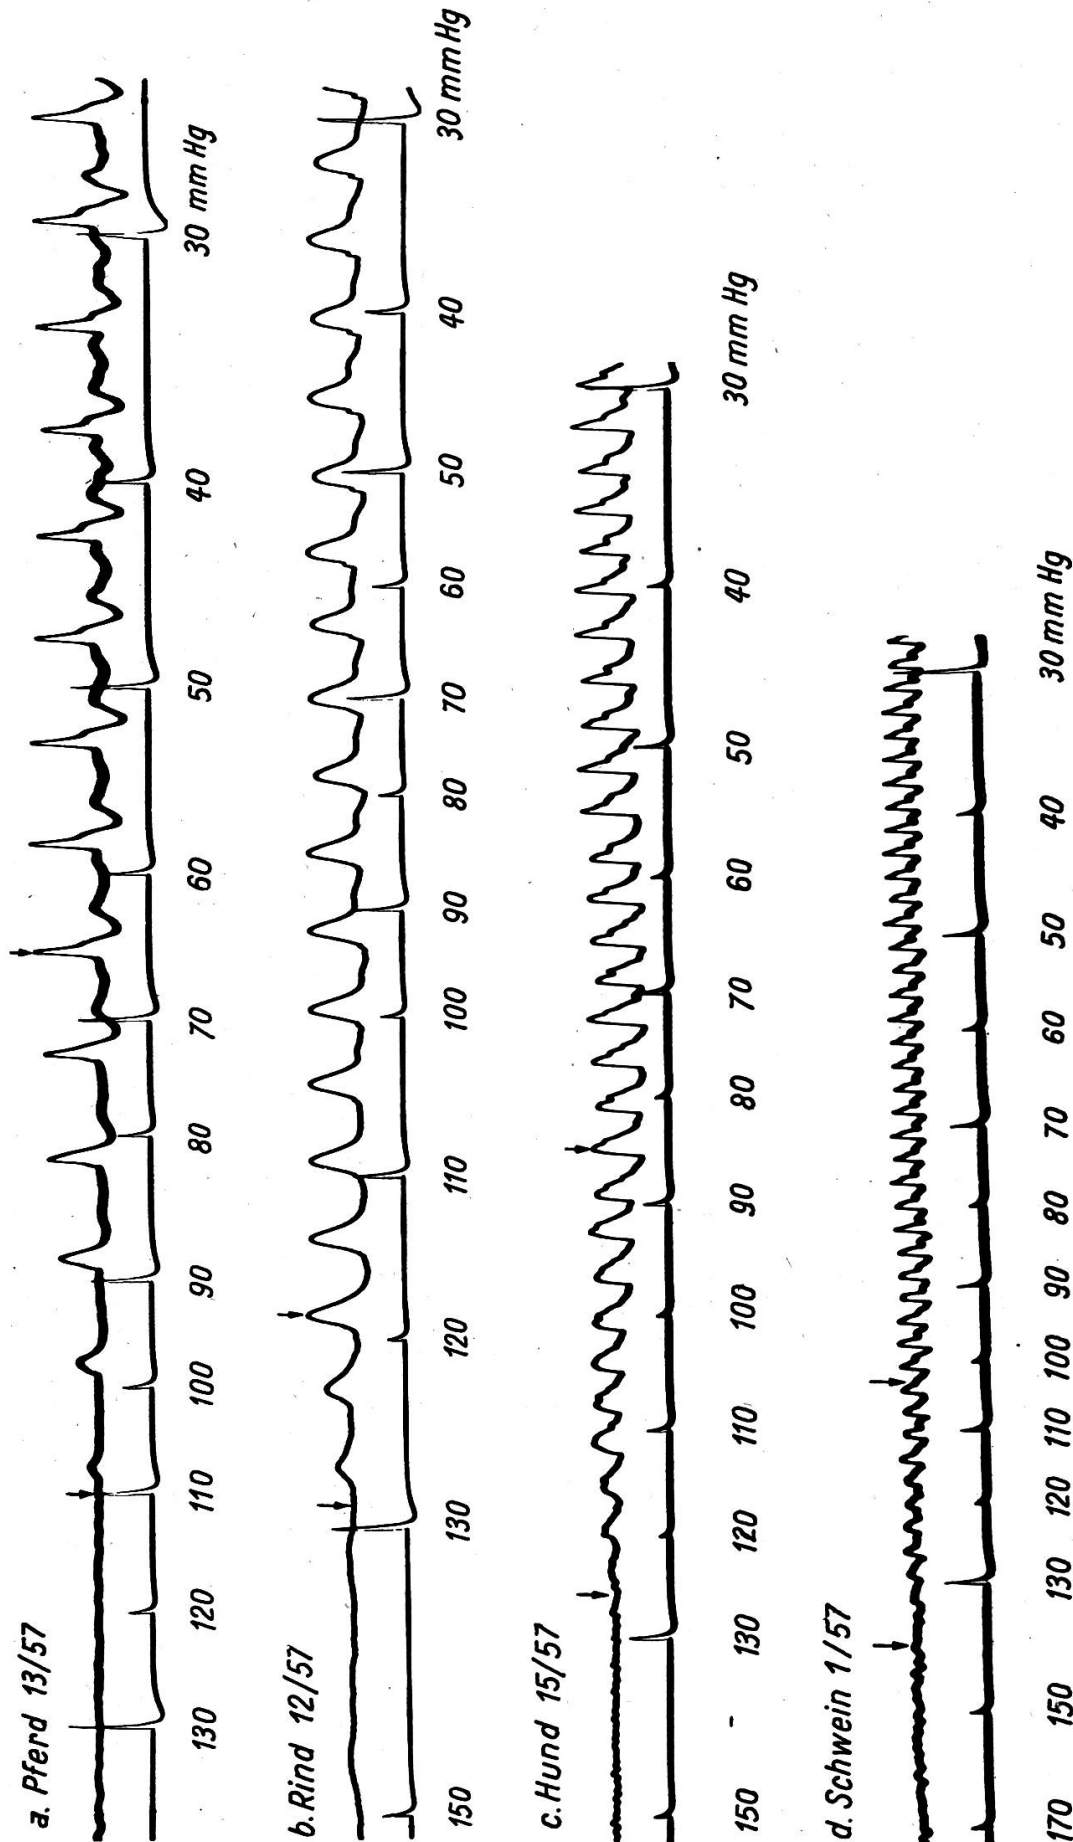 a. Pferd 13/57
130 120 110 100 90 80 70 60 50 40 30 mm Hg
b. Rind 12/57
150 130 120 110 100 90 80 70 60 50 40 30 mm Hg
c. Hund 15/57
150 - 130 120 110 100 90 80 70 60 50 40 30 mm Hg
d. Schwein 1/57
170 150 130 120 110 100 90 80 70 60 50 40 30 mm Hg